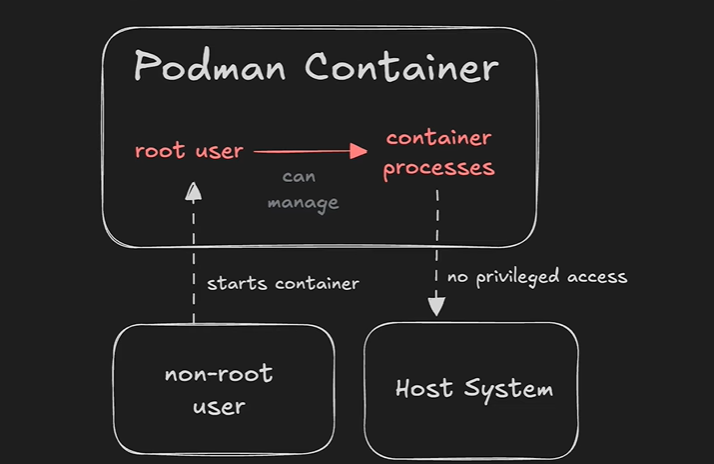 Podman Container
root user
container
processes
can
manage
starts container
no privileged access
non-root
user
Host System